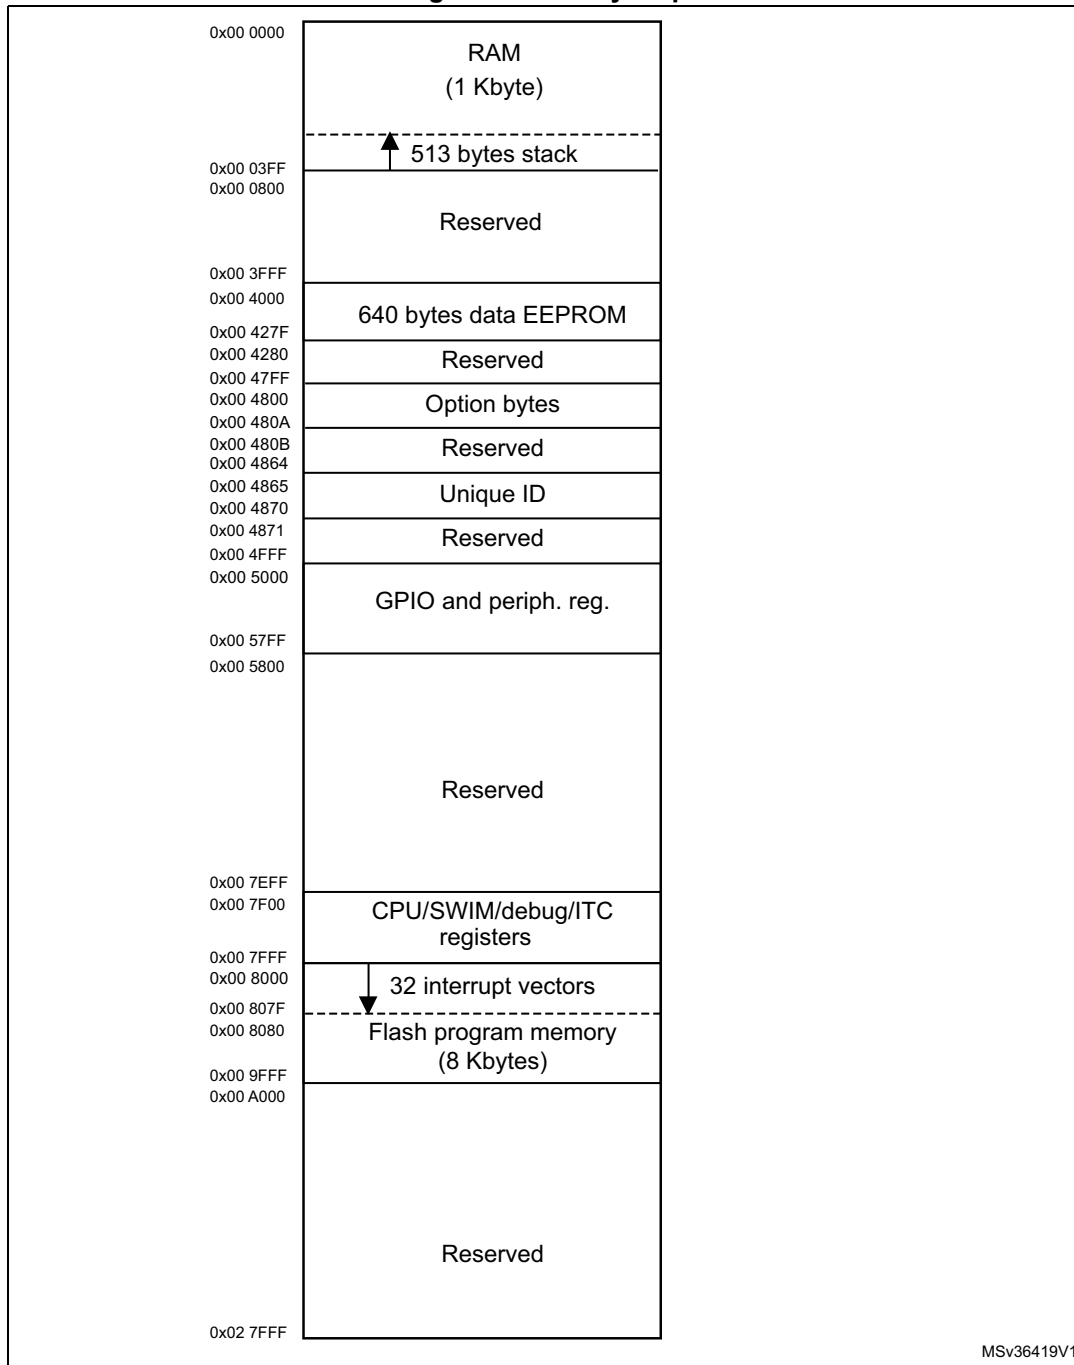 0x00 0000
RAM
(1 Kbyte)
513 bytes stack
0x00 03FF
0x00 0800
Reserved
0x00 3FFF
0x00 4000
640 bytes data EEPROM
0x00 427F
0x00 4280
Reserved
0x00 47FF
0x00 4800
Option bytes
0x00 480A
0x00 480B
Reserved
0x00 4864
0x00 4865
Unique ID
0x00 4870
0x00 4871
Reserved
0x00 4FFF
0x00 5000
GPIO and periph. reg.
0x00 57FF
0x00 5800
Reserved
0x00 7EFF
0x00 7F00
CPU/SWIM/debug/ITC
registers
0x00 7FFF
0x00 8000
32 interrupt vectors
0x00 807F
0x00 8080
Flash program memory
(8 Kbytes)
0x00 9FFF
0x00 A000
Reserved
0x02 7FFF
MSv36419V1